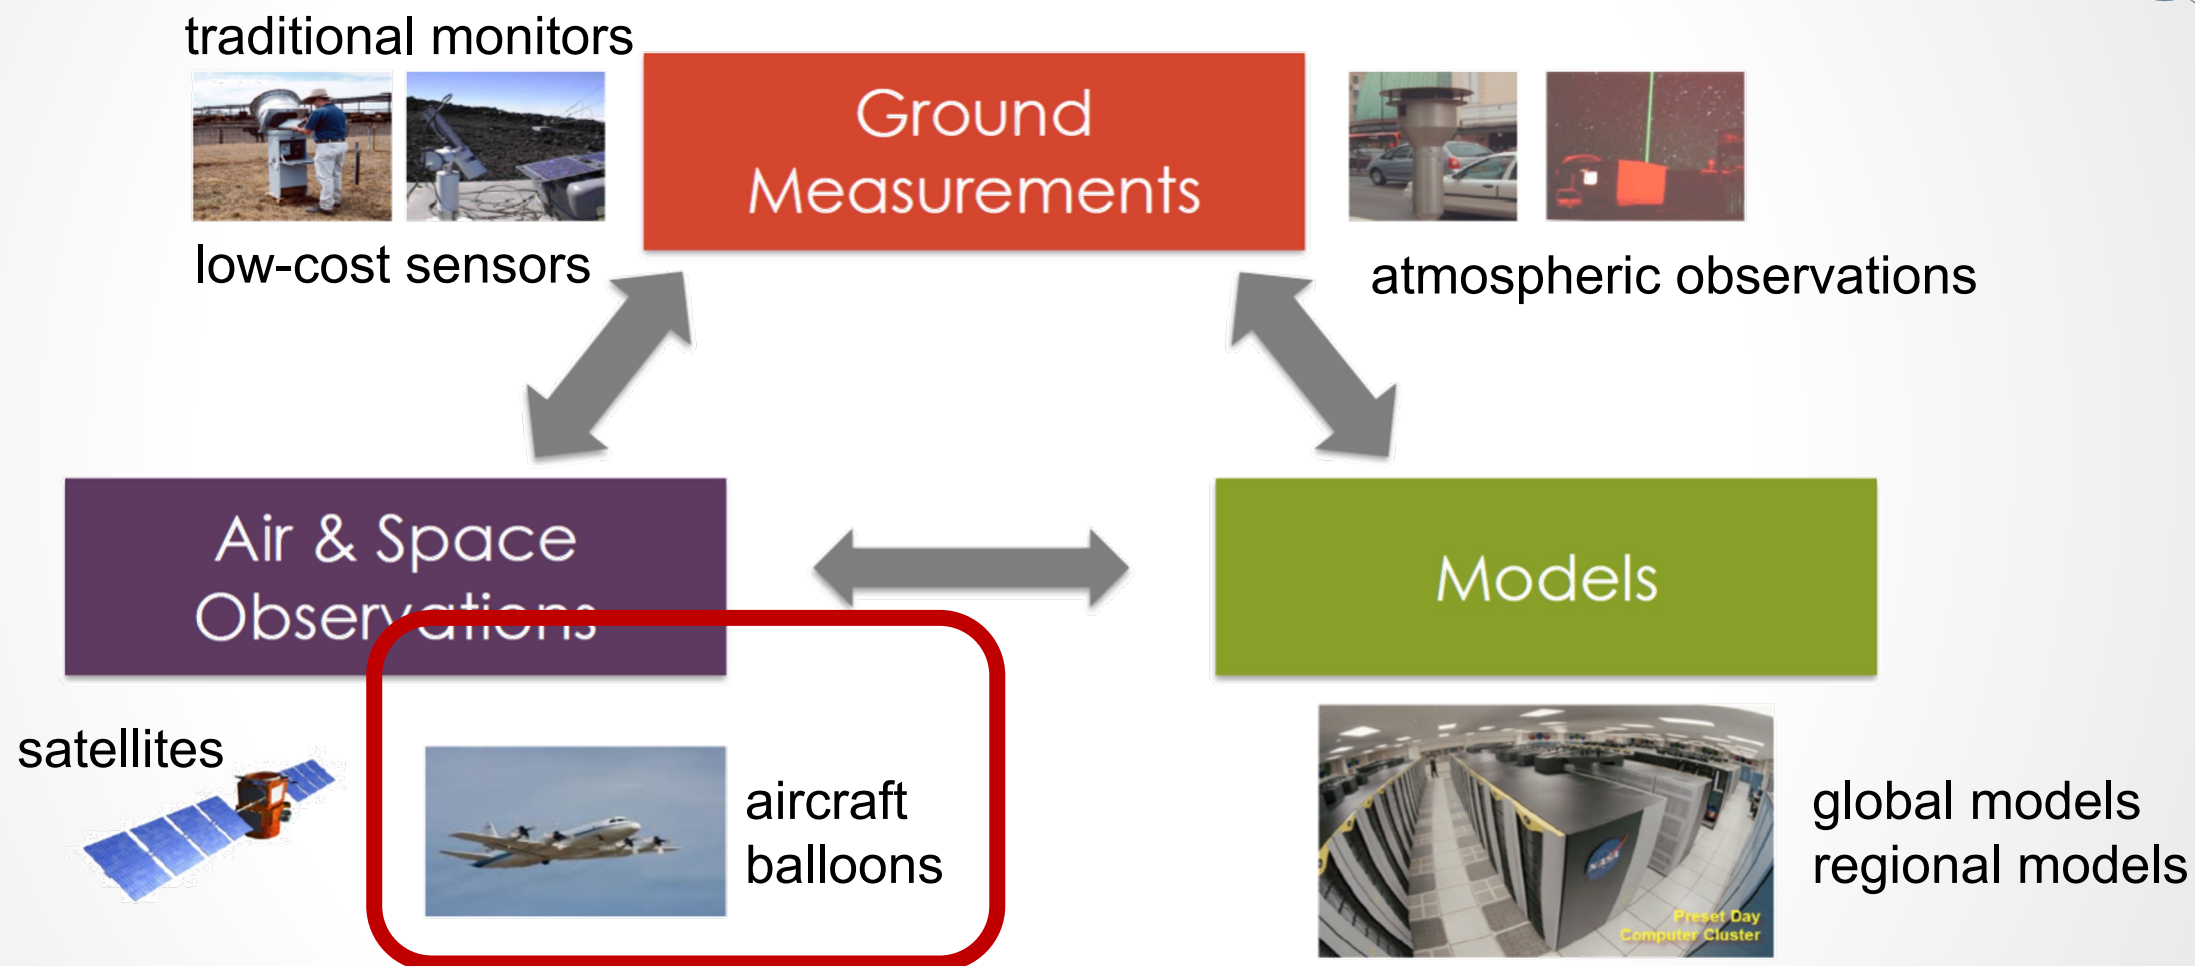 traditional monitors
Ground
Measurements
low-cost sensors
atmospheric observations
Air & Space
Observations
Models
satellites
aircraft
balloons
NASA
Preset Day
Computer Cluster
global models
regional models